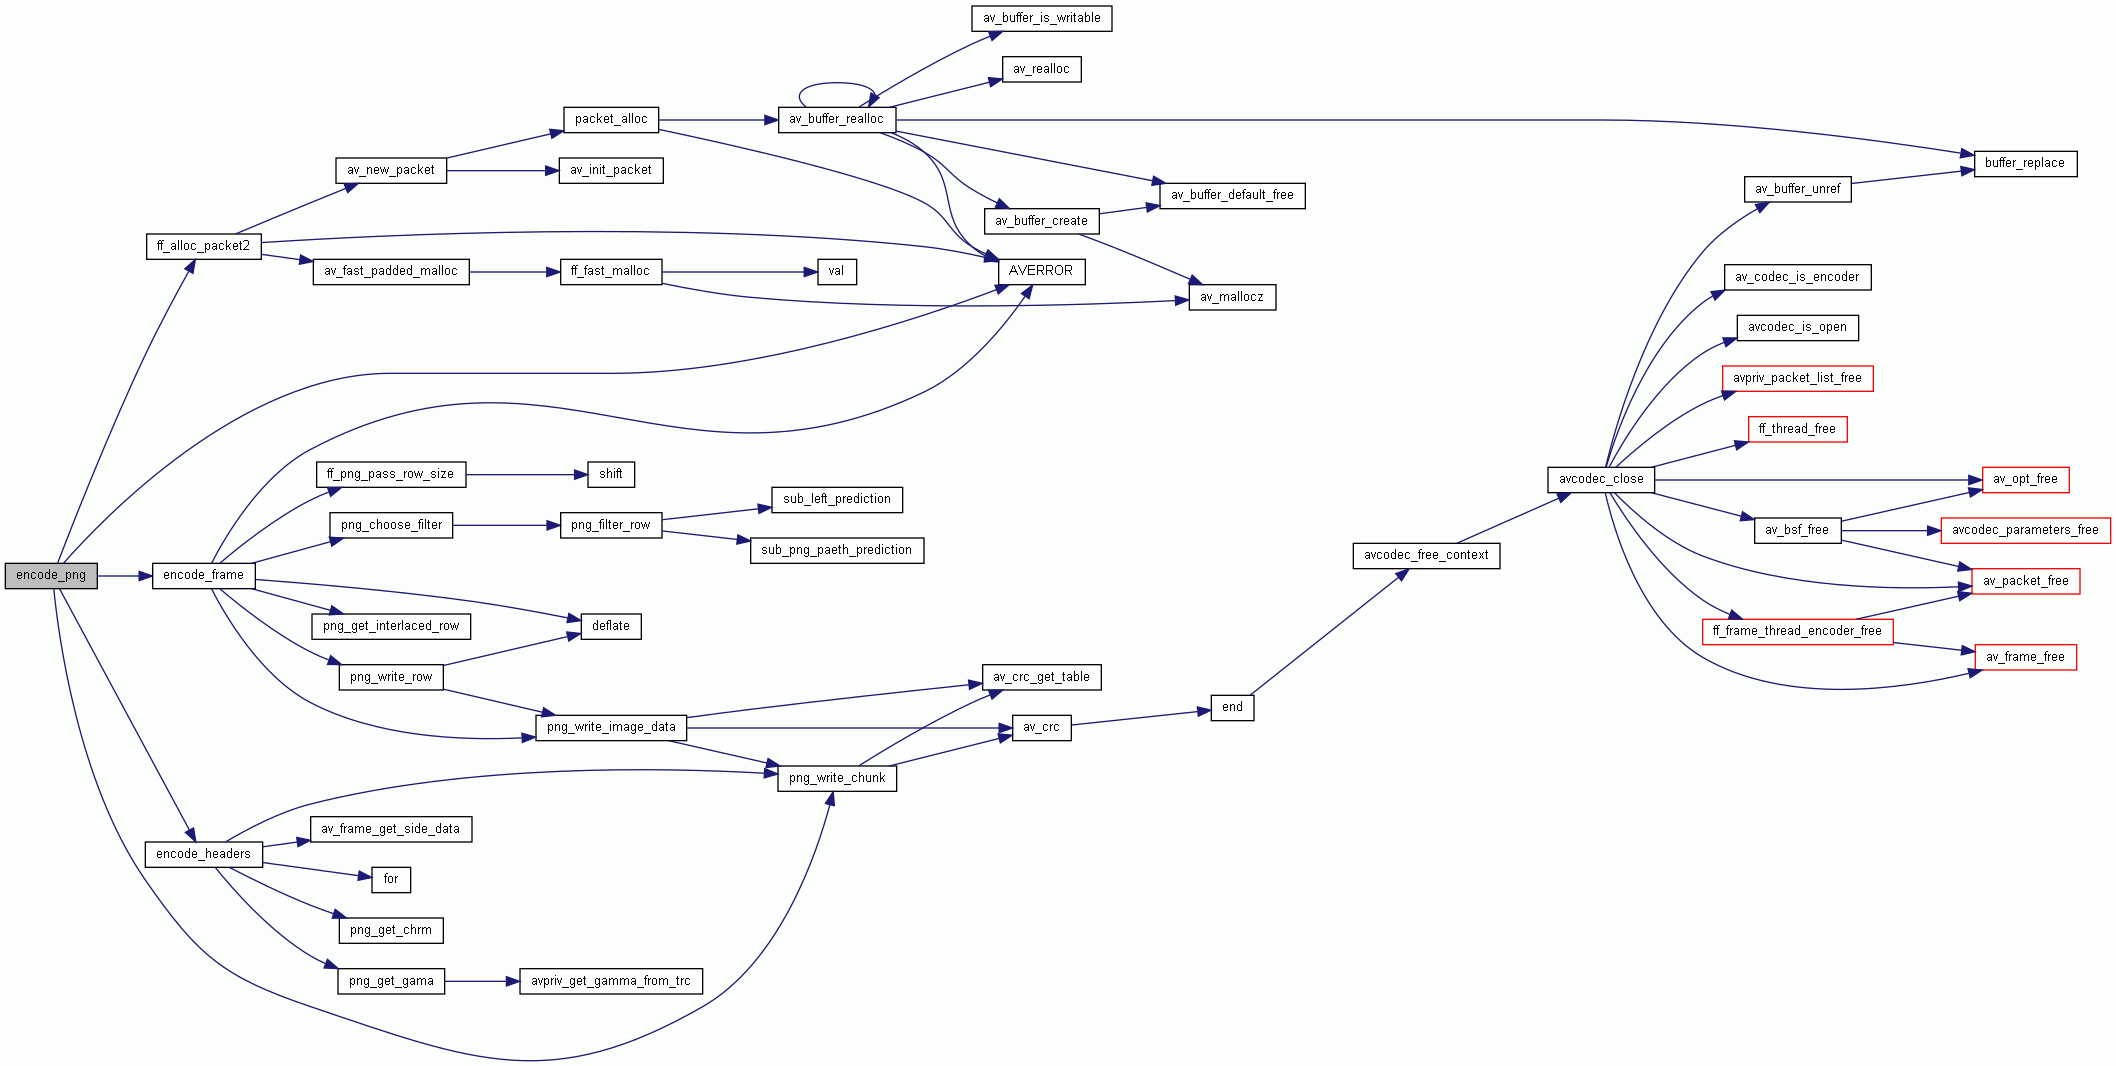 av_buffer_is_writable
av_realloc
packet_alloc
av_buffer_realloc
buffer_replace
av_new_packet
av_init_packet
av_buffer_default_free
av_buffer_unref
av_buffer_create
ff_alloc_packet2
av_fast_padded_malloc
ff_fast_malloc
val
AVERROR
av_codec_is_encoder
av_mallocz
avcodec_is_open
avpriv_packet_list_free
ff_thread_free
ff_png_pass_row_size
shift
avcodec_close
av_opt_free
sub_left_prediction
png_choose_filter
png_filter_row
av_bsf_free
avcodec_parameters_free
sub_png_paeth_prediction
avcodec_free_context
encode_png
encode_frame
av_packet_free
png_get_interlaced_row
deflate
ff_frame_thread_encoder_free
av_frame_free
png_write_row
av_crc_get_table
end
png_write_image_data
av_crc
png_write_chunk
av_frame_get_side_data
encode_headers
for
png_get_chrm
png_get_gama
avpriv_get_gamma_from_trc